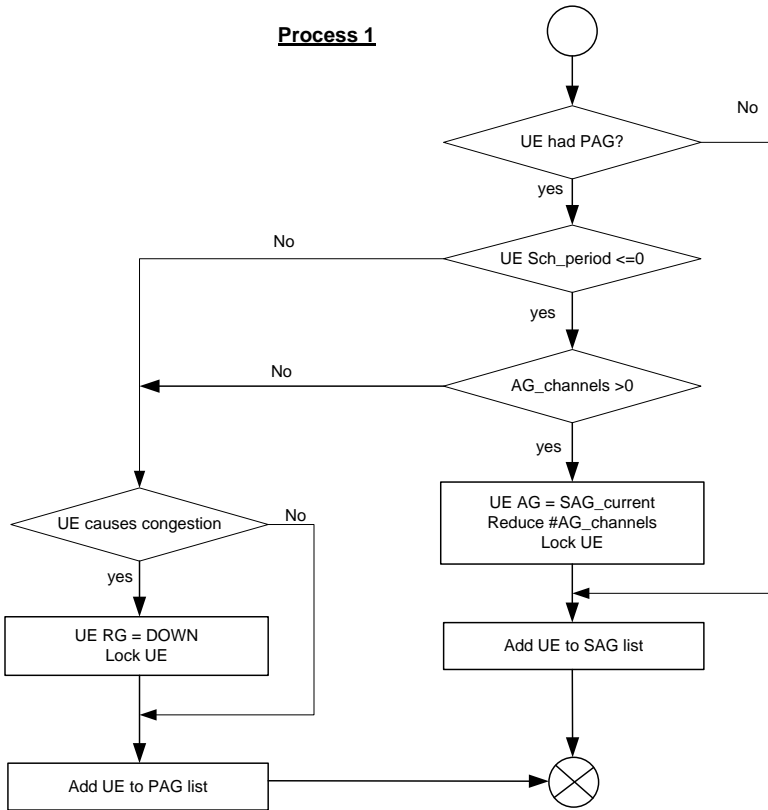 Process 1
No
UE had PAG?
yes
No
UE Sch_period <=0
yes
No
AG_channels >0
yes
UE AG = SAG_current
Reduce #AG_channels
Lock UE
UE causes congestion
No
yes
UE RG = DOWN
Lock UE
Add UE to SAG list
Add UE to PAG list